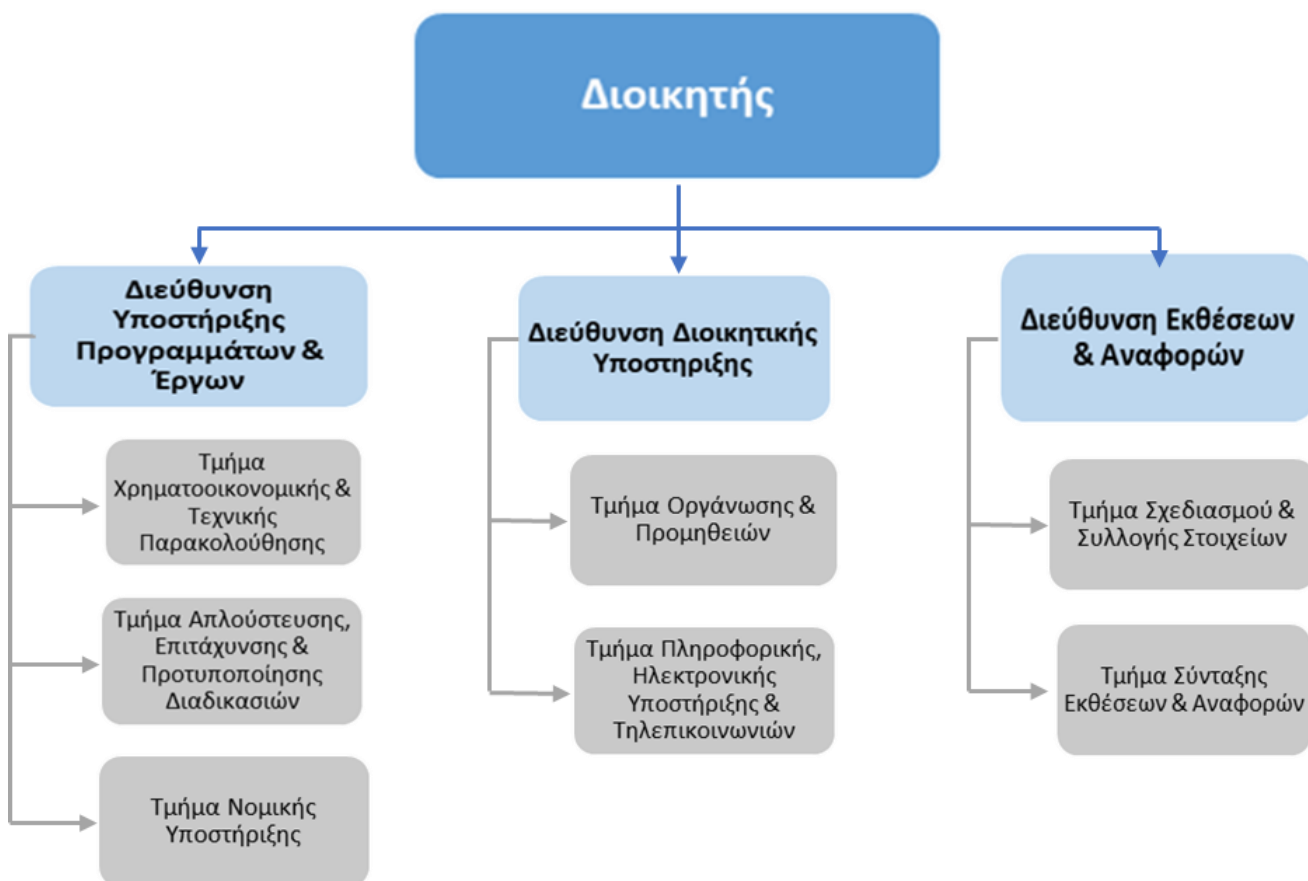 Διοικητής
Διεύθυνση
Υποστήριξης
Προγραμμάτων &
Έργων
Τμήμα
Χρηματοοικονομικής &
Τεχνικής
Παρακολούθησης
Τμήμα Απλούστευσης,
Επιτάχυνσης &
Προτυποποίησης
Διαδικασιών
Τμήμα Νομικής
Υποστήριξης
Διεύθυνση Διοικητικής
Υποστηριξης
Τμήμα Οργάνωσης &
Προμηθειών
Τμήμα Πληροφορικής,
Ηλεκτρονικής
Υποστήριξης &
Τηλεπικοινωνιών
Διεύθυνση Εκθέσεων
& Αναφορών
Τμήμα Σχεδιασμού &
Συλλογής Στοιχείων
Τμήμα Σύνταξης
Εκθέσεων & Αναφορών